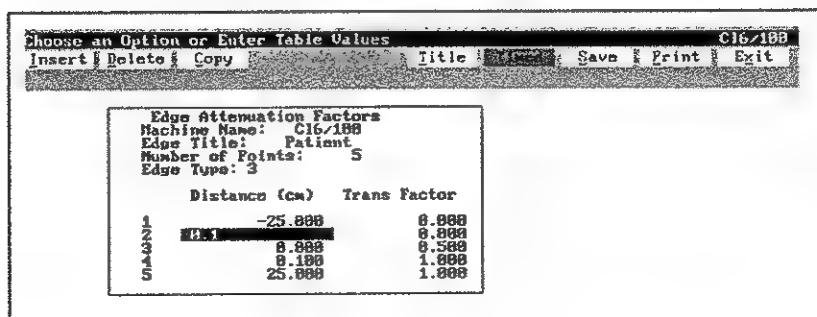 Choose an Option or Enter Table Values C16/100
Insert Delete Copy Title Save Print Exit
Edge Attenuation Factors
Machine Name: C16/100
Edge Title: Patient
Number of Points: 5
Edge Type: 3
Distance (cm) Trans Factor
1 -25.000 0.000
2 0.1 0.000
3 0.000 0.500
4 0.100 1.000
5 25.000 1.000